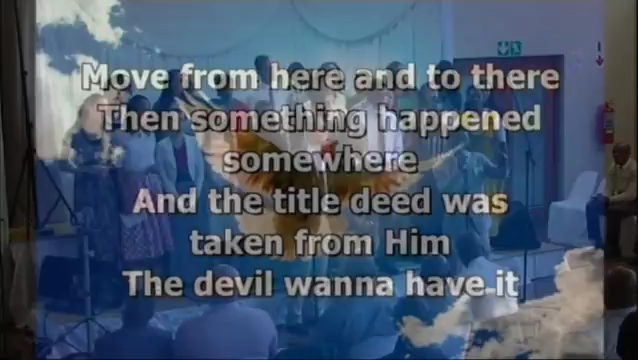 Move from here and to there
Then something happened
somewhere
And the title deed was
taken from Him
The devil wanna have it